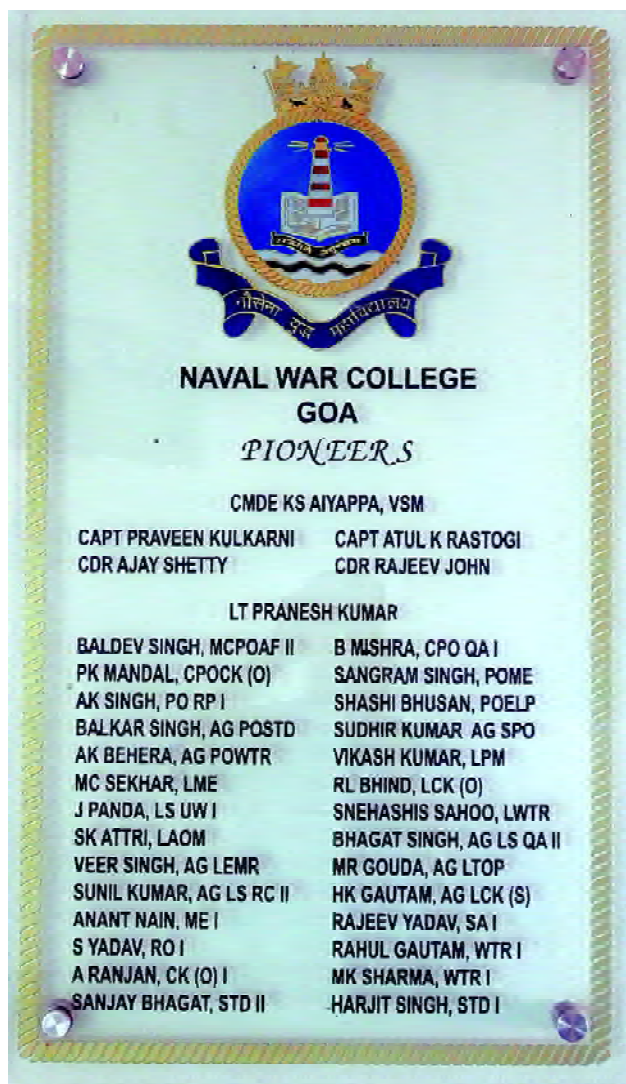 नौसेना युद्ध महाविद्यालय
NAVAL WAR COLLEGE
GOA
PIONEERS
CMDE KS AIYAPPA, VSM
CAPT PRAVEEN KULKARNI CAPT ATUL K RASTOGI
CDR AJAY SHETTY CDR RAJEEV JOHN
LT PRANESH KUMAR
BALDEV SINGH, MCPOAF II B MISHRA, CPO QA I
PK MANDAL, CPOCK (O) SANGRAM SINGH, POME
AK SINGH, PO RP I SHASHI BHUSAN, POELP
BALKAR SINGH, AG POSTD SUDHIR KUMAR AG SPO
AK BEHERA, AG POWTR VIKASH KUMAR, LPM
MC SEKHAR, LME RL BHIND, LCK (O)
J PANDA, LS UW I SNEHASHIS SAHOO, LWTR
SK ATTRI, LAOM BHAGAT SINGH, AG LS QA II
VEER SINGH, AG LEMR MR GOUDA, AG LTOP
SUNIL KUMAR, AG LS RC II HK GAUTAM, AG LCK (S)
ANANT NAIN, ME I RAJEEV YADAV, SA I
S YADAV, RO I RAHUL GAUTAM, WTR I
A RANJAN, CK (O) I MK SHARMA, WTR I
SANJAY BHAGAT, STD II HARJIT SINGH, STD I